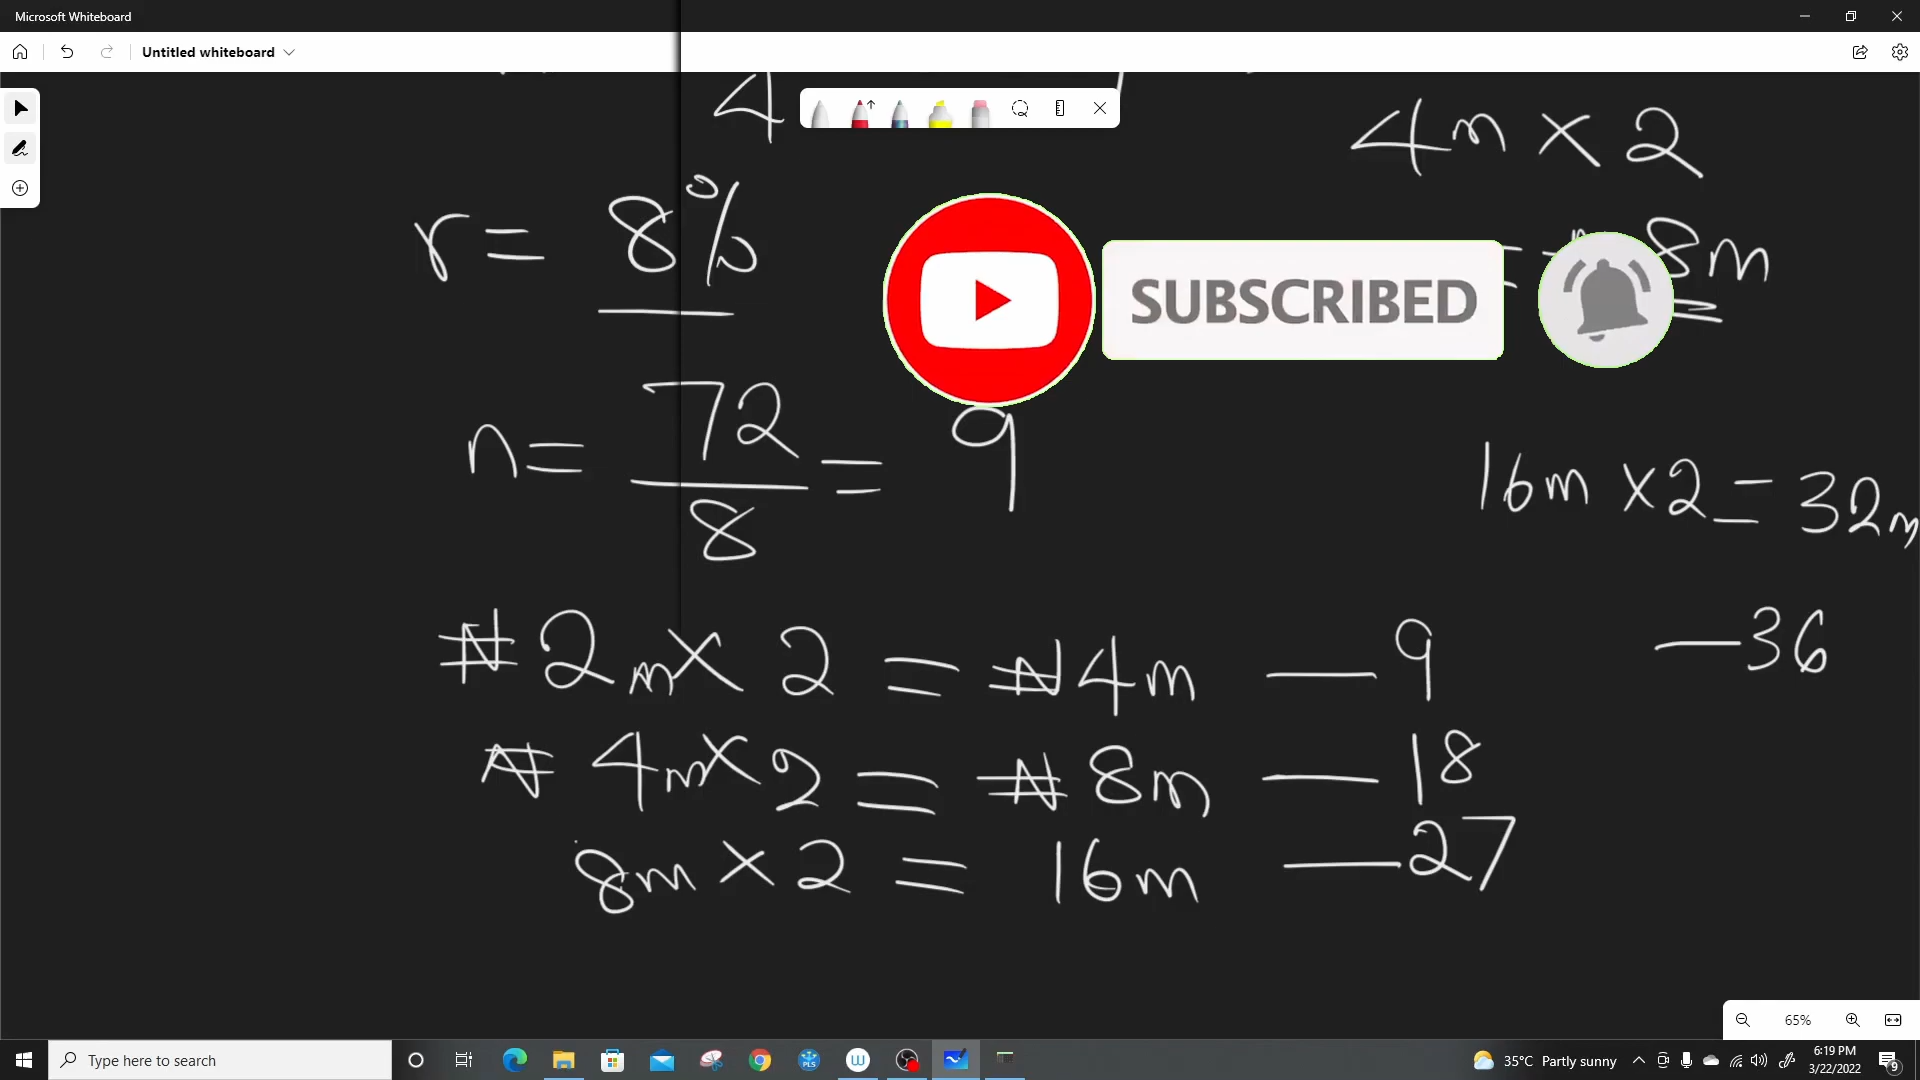 Microsoft Whiteboard
Untitled whiteboard
4
4m × 2
r = 8%
= 8m
SUBSCRIBED
n = 72/8 = 9
16m × 2 = 32m
₦2m × 2 = ₦4m — 9
— 36
₦4m × 2 = ₦8m — 18
8m × 2 = 16m — 27
65%
Type here to search
35°C Partly sunny
6:19 PM
3/22/2022
9